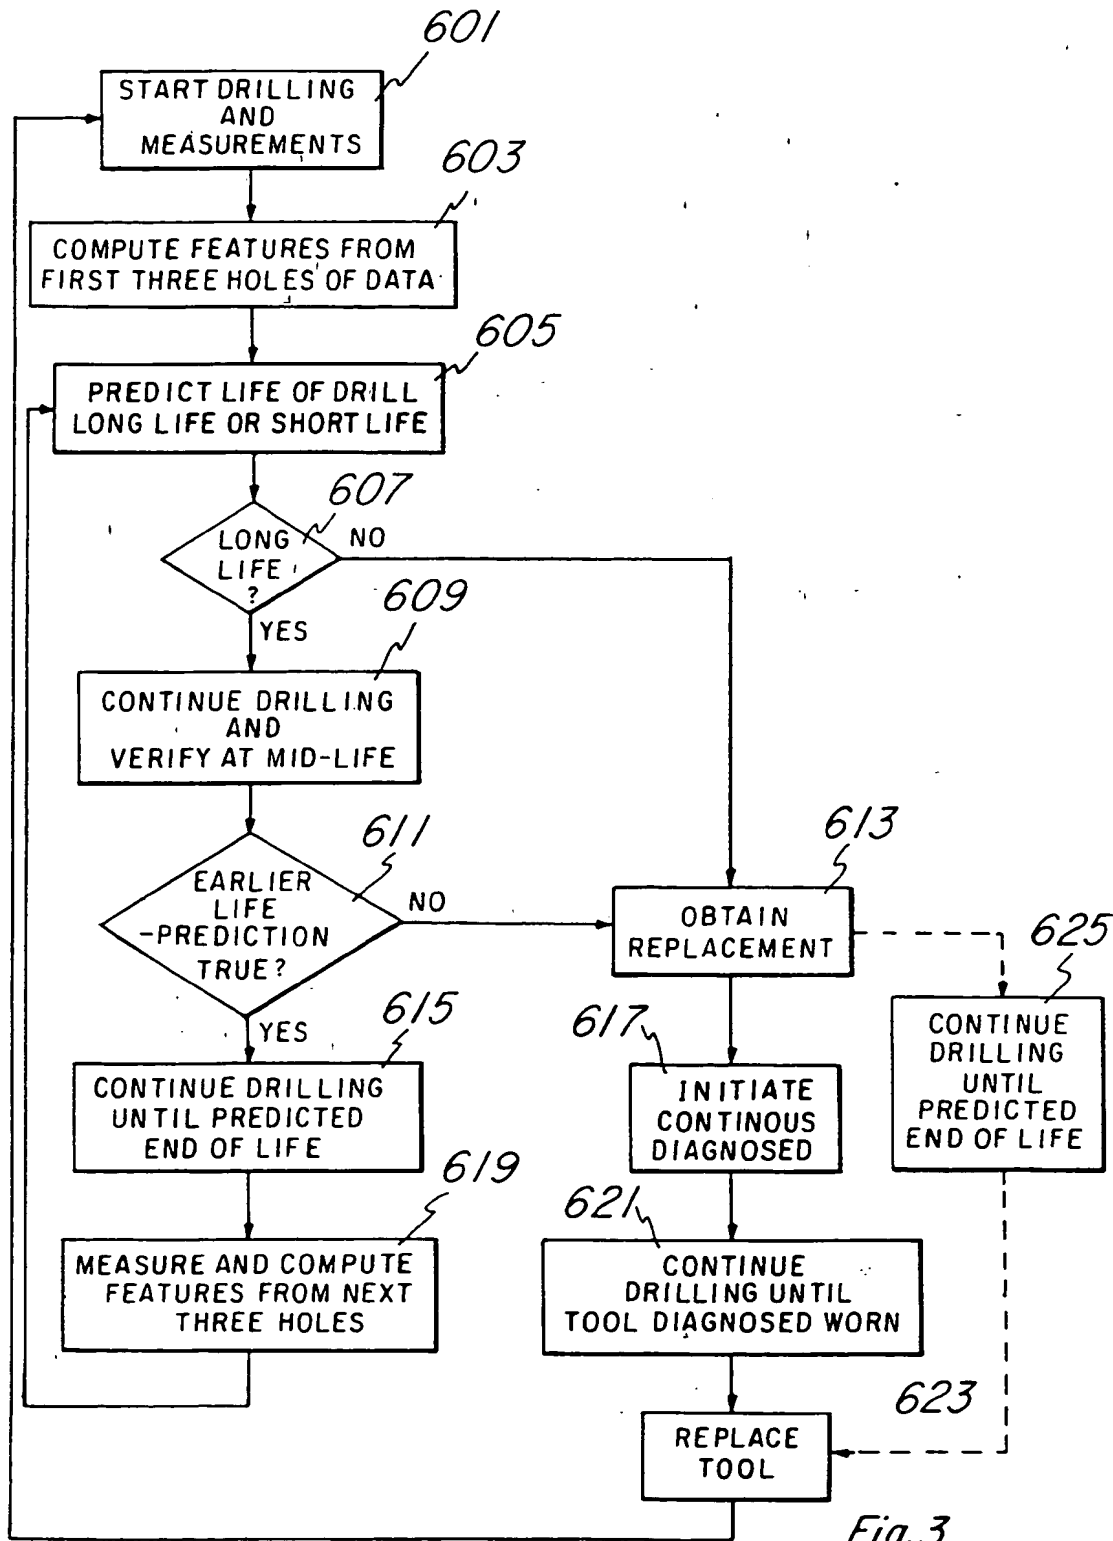 601
START DRILLING
AND
MEASUREMENTS
603
COMPUTE FEATURES FROM
FIRST THREE HOLES OF DATA
605
PREDICT LIFE OF DRILL
LONG LIFE OR SHORT LIFE
607
LONG
LIFE
?
NO
YES
609
CONTINUE DRILLING
AND
VERIFY AT MID-LIFE
611
EARLIER
LIFE
-PREDICTION
TRUE?
NO
YES
613
OBTAIN
REPLACEMENT
615
CONTINUE DRILLING
UNTIL PREDICTED
END OF LIFE
617
INITIATE
CONTINOUS
DIAGNOSED
625
CONTINUE
DRILLING
UNTIL
PREDICTED
END OF LIFE
619
MEASURE AND COMPUTE
FEATURES FROM NEXT
THREE HOLES
621
CONTINUE
DRILLING UNTIL
TOOL DIAGNOSED WORN
623
REPLACE
TOOL
Fig. 3